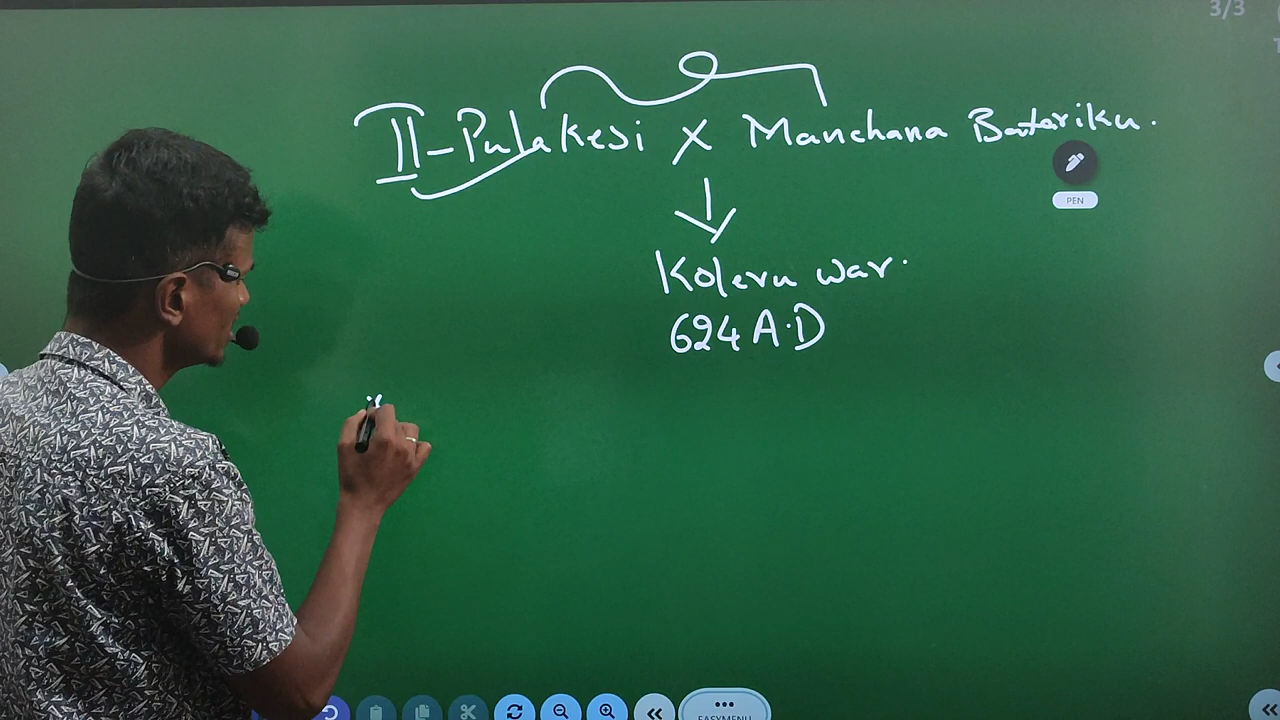 3/3
II-Pulakesi X Manchana Batariku.
PEN
Koleru war.
624 A.D
EASYMENU